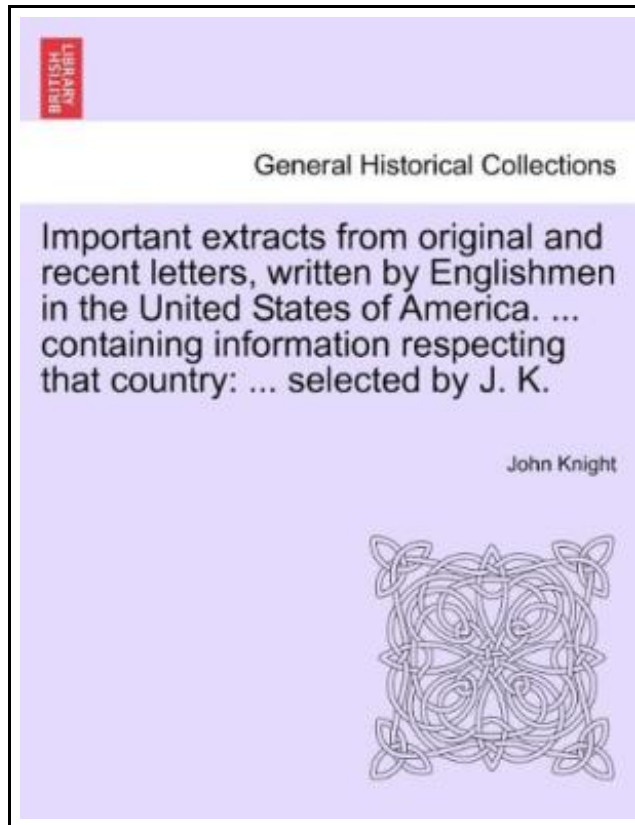 BRITISH
LIBRARY
General Historical Collections
Important extracts from original and
recent letters, written by Englishmen
in the United States of America. ...
containing information respecting
that country: ... selected by J. K.
John Knight